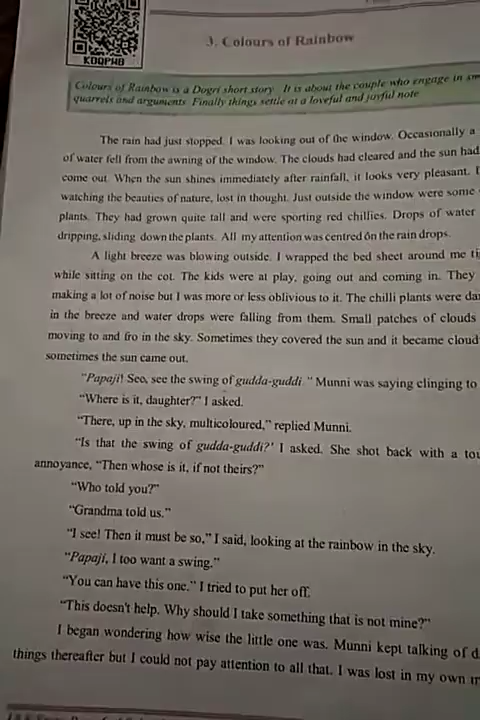 KDQPH8
3. Colours of Rainbow
Colours of Rainbow is a Dogri short story. It is about the couple who engage in
quarrels and arguments. Finally things settle at a loveful and joyful note.
The rain had just stopped. I was looking out of the window. Occasionally a
of water fell from the awning of the window. The clouds had cleared and the sun had
come out. When the sun shines immediately after rainfall, it looks very pleasant.
watching the beauties of nature, lost in thought. Just outside the window were some
plants. They had grown quite tall and were sporting red chillies. Drops of water
dripping, sliding down the plants. All my attention was centred on the rain drops.
A light breeze was blowing outside. I wrapped the bed sheet around me
while sitting on the cot. The kids were at play, going out and coming in. They
making a lot of noise but I was more or less oblivious to it. The chilli plants were
in the breeze and water drops were falling from them. Small patches of clouds
moving to and fro in the sky. Sometimes they covered the sun and it became
sometimes the sun came out.
"Papaji! See, see the swing of gudda-guddi." Munni was saying clinging to
"Where is it, daughter?" I asked.
"There, up in the sky, multicoloured," replied Munni.
"Is that the swing of gudda-guddi?' I asked. She shot back with a
annoyance, "Then whose is it, if not theirs?"
"Who told you?"
"Grandma told us."
"I see! Then it must be so," I said, looking at the rainbow in the sky.
"Papaji, I too want a swing."
"You can have this one." I tried to put her off.
"This doesn't help. Why should I take something that is not mine?"
I began wondering how wise the little one was. Munni kept talking of
things thereafter but I could not pay attention to all that. I was lost in my own